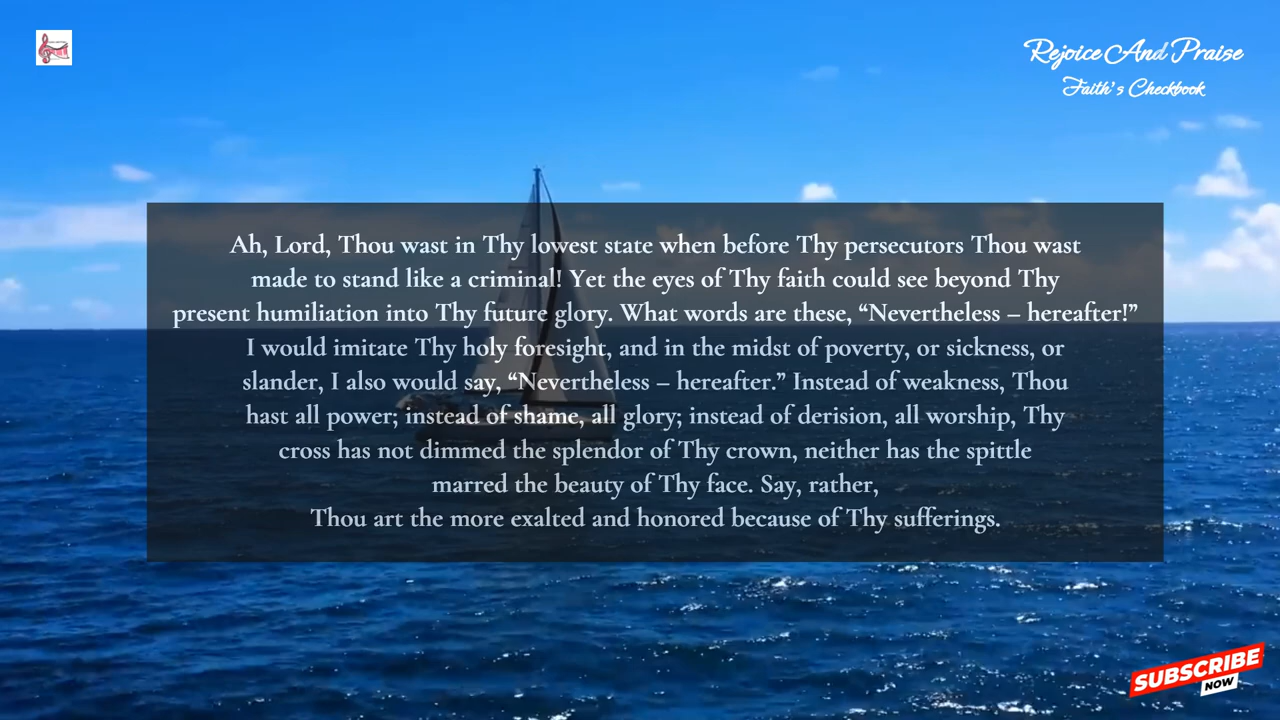 Rejoice And Praise
Faith's Checkbook
Ah, Lord, Thou wast in Thy lowest state when before Thy persecutors Thou wast
made to stand like a criminal! Yet the eyes of Thy faith could see beyond Thy
present humiliation into Thy future glory. What words are these, “Nevertheless – hereafter!”
I would imitate Thy holy foresight, and in the midst of poverty, or sickness, or
slander, I also would say, “Nevertheless – hereafter.” Instead of weakness, Thou
hast all power; instead of shame, all glory; instead of derision, all worship, Thy
cross has not dimmed the splendor of Thy crown, neither has the spittle
marred the beauty of Thy face. Say, rather,
Thou art the more exalted and honored because of Thy sufferings.
SUBSCRIBE
NOW